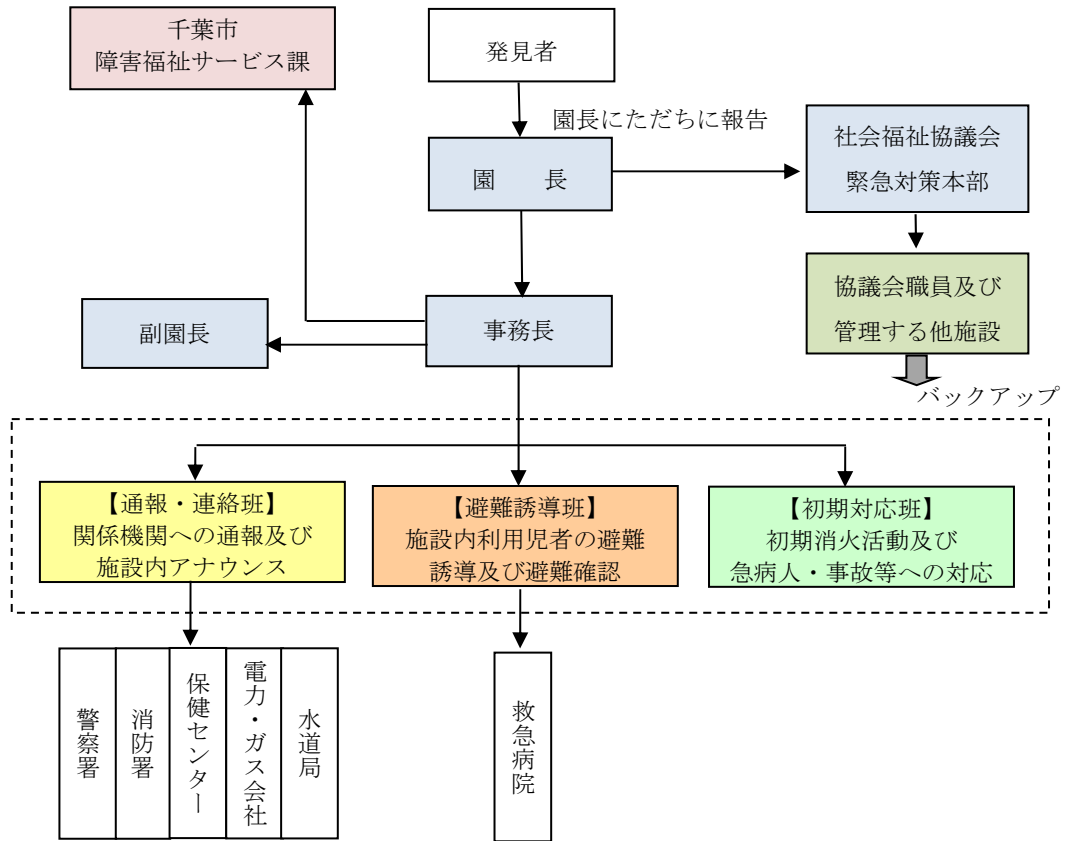 千葉市
障害福祉サービス課
発見者
園長にただちに報告
園　　長
社会福祉協議会
緊急対策本部
協議会職員及び
管理する他施設
バックアップ
副園長
事務長
【通報・連絡班】
関係機関への通報及び
施設内アナウンス
【避難誘導班】
施設内利用児者の避難
誘導及び避難確認
【初期対応班】
初期消火活動及び
急病人・事故等への対応
警察署
消防署
保健センター
電力・ガス会社
水道局
救急病院